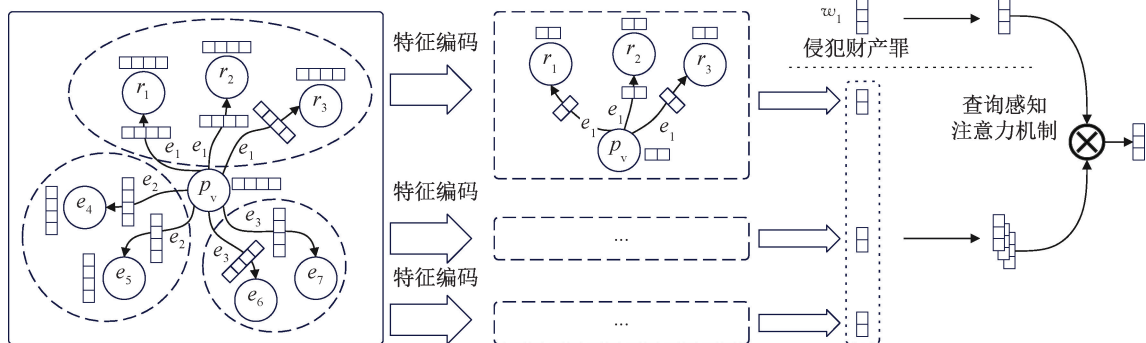 r₁
r₂
r₃
e₁
e₁
e₁
pᵥ
e₂
e₄
e₂
e₅
e₃
e₃
e₆
e₇
特征编码
特征编码
特征编码
r₁
r₂
r₃
e₁
e₁
e₁
pᵥ
...
...
w₁
侵犯财产罪
查询感知
注意力机制